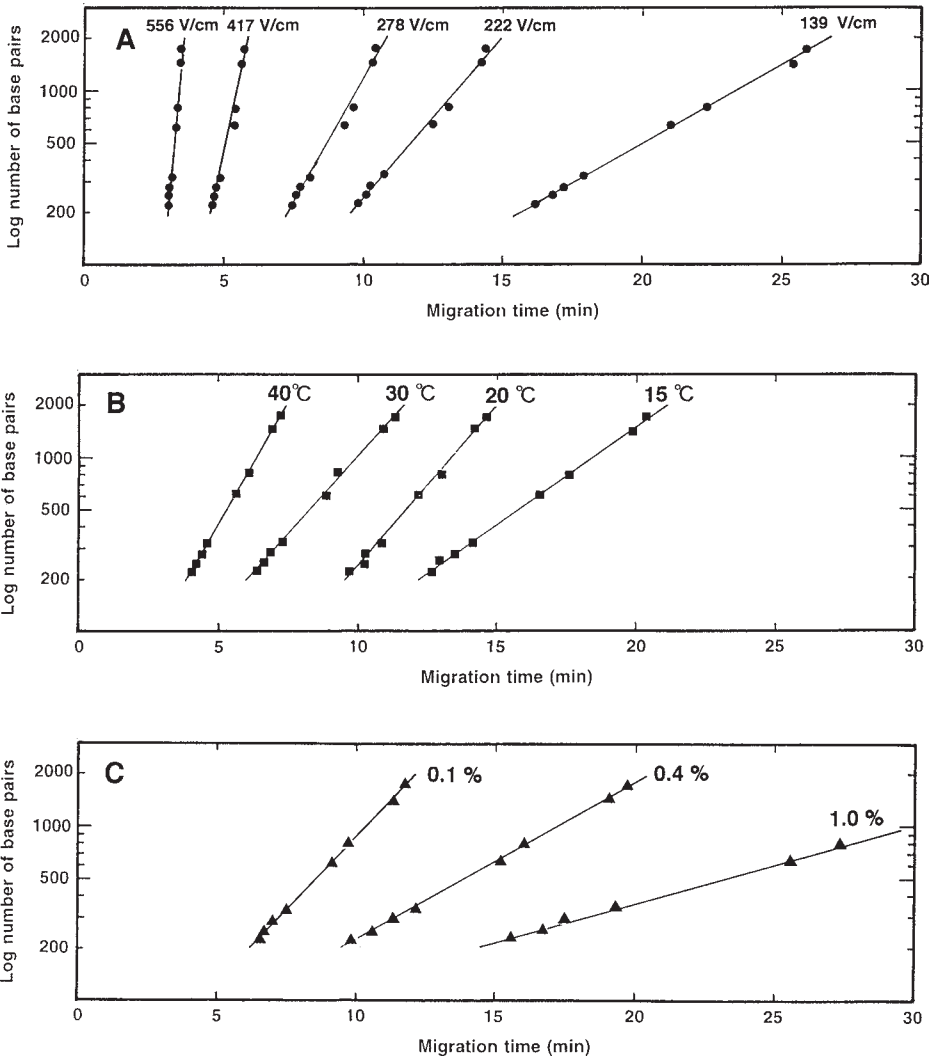 A
556 V/cm 417 V/cm 278 V/cm 222 V/cm 139 V/cm
2000
1000
500
200
Log number of base pairs
0 5 10 15 20 25 30
Migration time (min)
B
40°C 30 °C 20 °C 15 °C
2000
1000
500
200
Log number of base pairs
0 5 10 15 20 25 30
Migration time (min)
C
0.1 % 0.4 % 1.0 %
2000
1000
500
200
Log number of base pairs
0 5 10 15 20 25 30
Migration time (min)